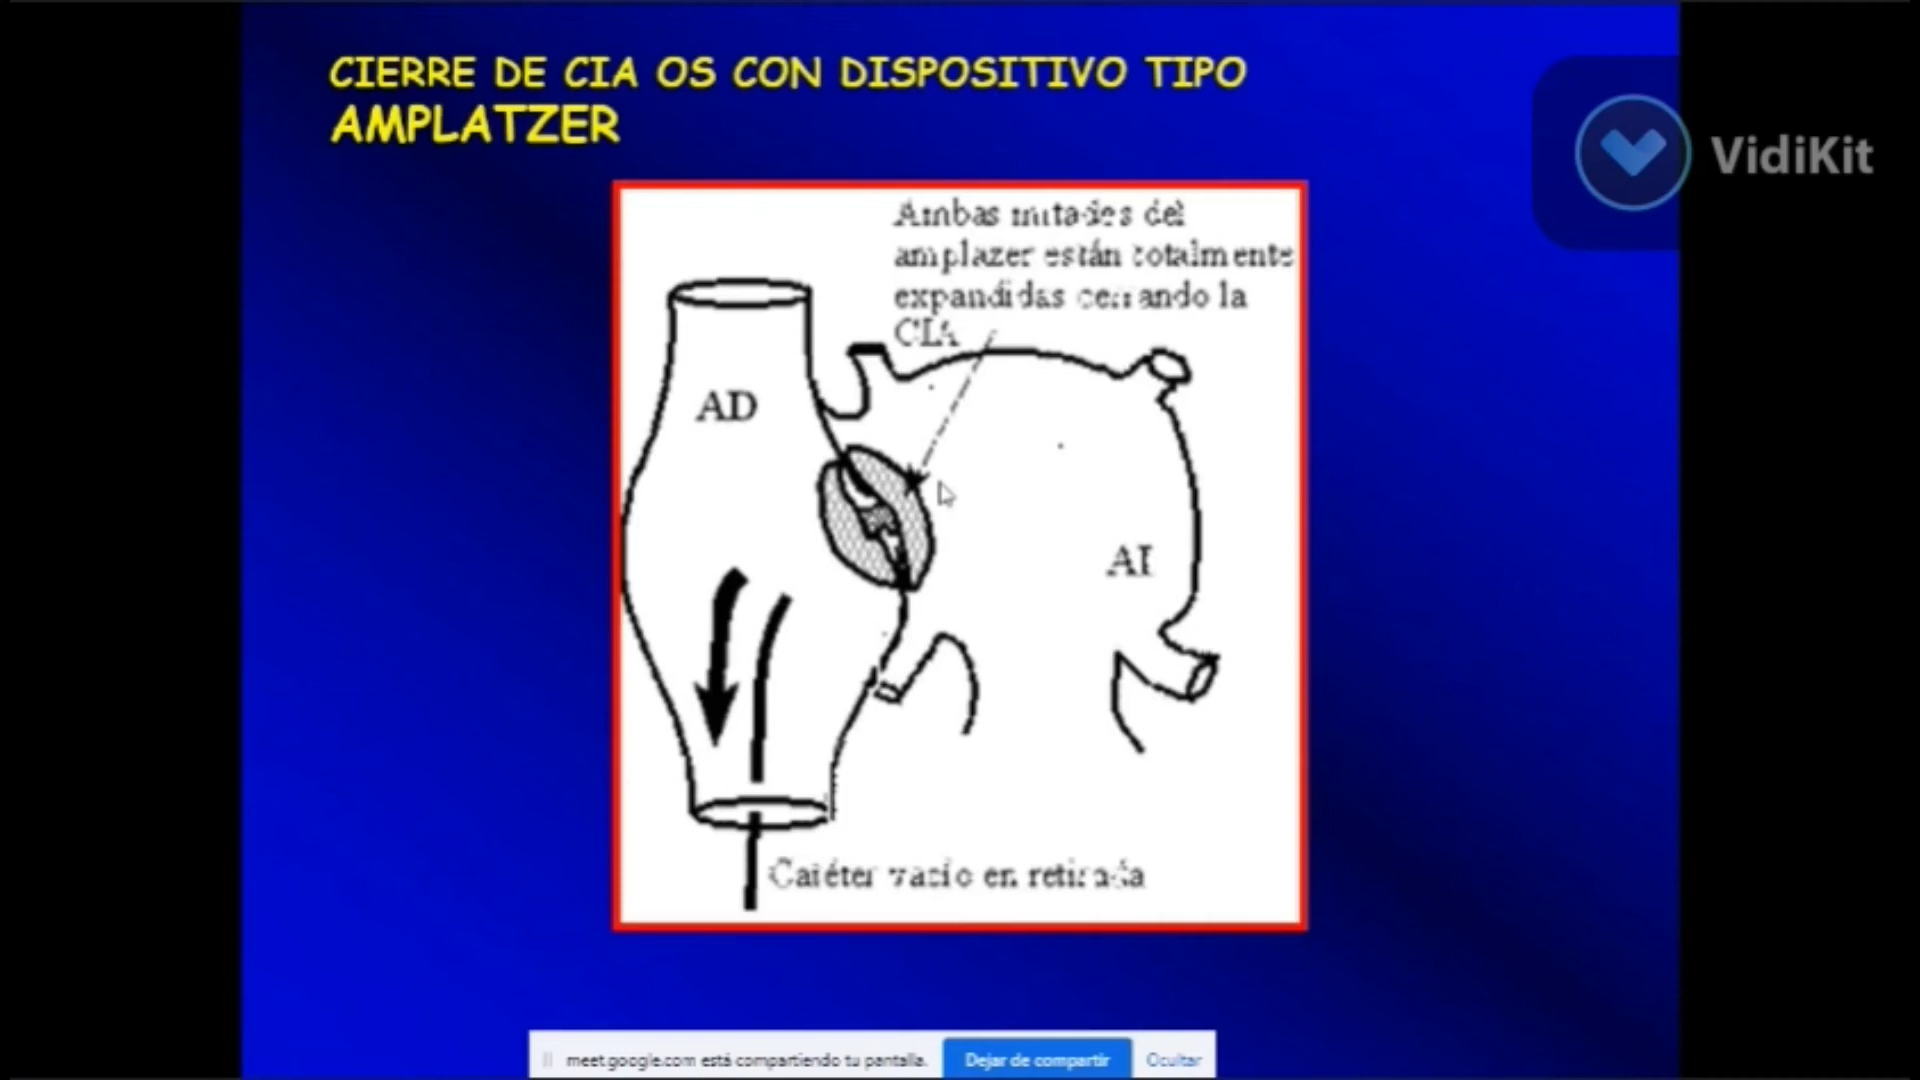 CIERRE DE CIA OS CON DISPOSITIVO TIPO
AMPLATZER
VidiKit
Ambas mitades del
amplazer están totalmente
expandidas cerrando la
CIA
AD
AI
Catéter vacío en retirada
meet.google.com está compartiendo tu pantalla.
Dejar de compartir
Ocultar